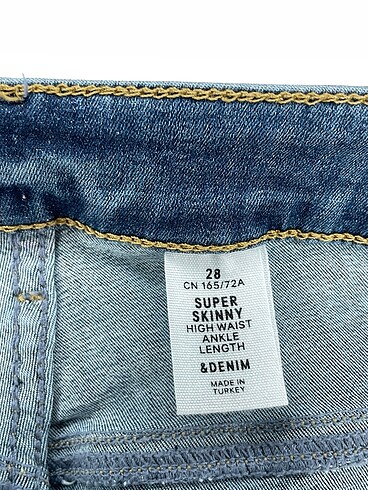 28
CN 165/72A
SUPER
SKINNY
HIGH WAIST
ANKLE
LENGTH
&DENIM
MADE IN
TURKEY